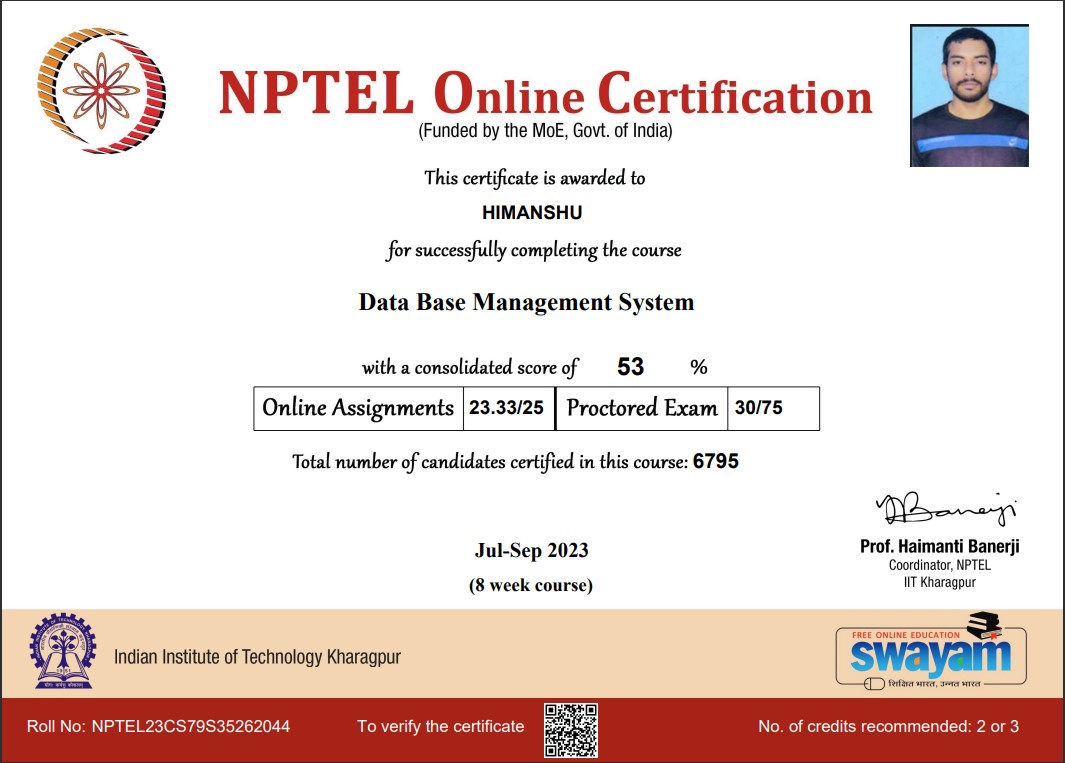 NPTEL Online Certification
(Funded by the MoE, Govt. of India)
This certificate is awarded to
HIMANSHU
for successfully completing the course
Data Base Management System
with a consolidated score of 53 %
Online Assignments 23.33/25 Proctored Exam 30/75
Total number of candidates certified in this course: 6795
Prof. Haimanti Banerji
Coordinator, NPTEL
IIT Kharagpur
Jul-Sep 2023
(8 week course)
Indian Institute of Technology Kharagpur
FREE ONLINE EDUCATION
swayam
शिक्षित भारत, उन्नत भारत
Roll No: NPTEL23CS79S35262044 To verify the certificate No. of credits recommended: 2 or 3